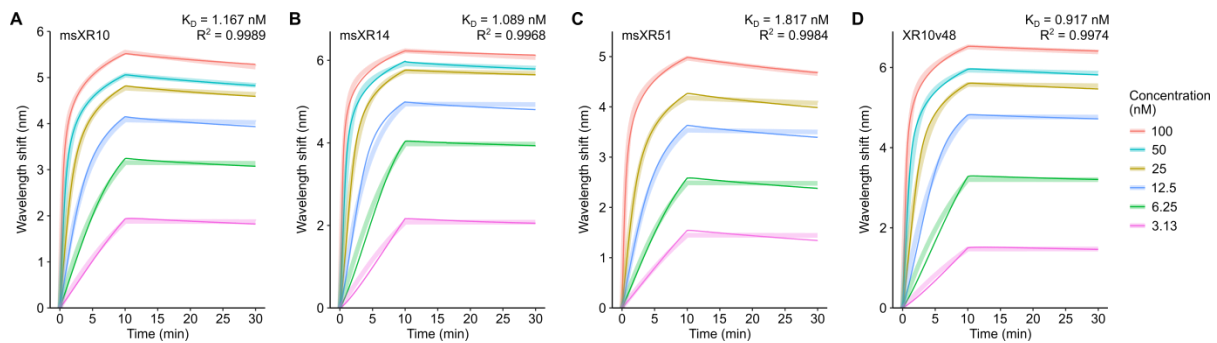 A
K_D = 1.167 nM
msXR10
R² = 0.9989
Wavelength shift (nm)
6
5
4
3
2
1
0
0 5 10 15 20 25 30
Time (min)
B
K_D = 1.089 nM
msXR14
R² = 0.9968
Wavelength shift (nm)
6
4
2
0
0 5 10 15 20 25 30
Time (min)
C
K_D = 1.817 nM
msXR51
R² = 0.9984
Wavelength shift (nm)
5
4
3
2
1
0
0 5 10 15 20 25 30
Time (min)
D
K_D = 0.917 nM
XR10v48
R² = 0.9974
Wavelength shift (nm)
6
4
2
0
0 5 10 15 20 25 30
Time (min)
Concentration
(nM)
100
50
25
12.5
6.25
3.13